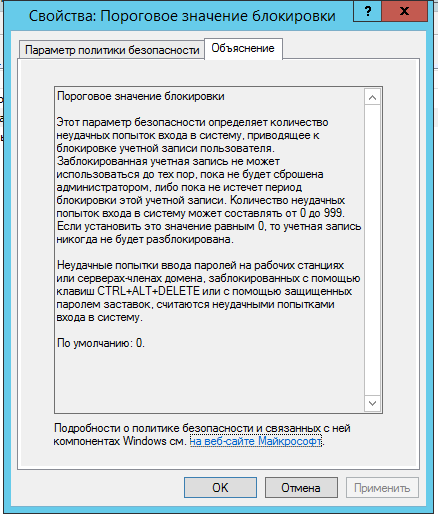 Свойства: Пороговое значение блокировки
?
x
Параметр политики безопасности
Объяснение
Пороговое значение блокировки
Этот параметр безопасности определяет количество
неудачных попыток входа в систему, приводящее к
блокировке учетной записи пользователя.
Заблокированная учетная запись не может
использоваться до тех пор, пока не будет сброшена
администратором, либо пока не истечет период
блокировки этой учетной записи. Количество неудачных
попыток входа в систему может составлять от 0 до 999.
Если установить это значение равным 0, то учетная запись
никогда не будет разблокирована.
Неудачные попытки ввода паролей на рабочих станциях
или серверах-членах домена, заблокированных с помощью
клавиш CTRL+ALT+DELETE или с помощью защищенных
паролем заставок, считаются неудачными попытками
входа в систему.
По умолчанию: 0.
Подробности о политике безопасности и связанных с ней
компонентах Windows см. на веб-сайте Майкрософт.
OK
Отмена
Применить